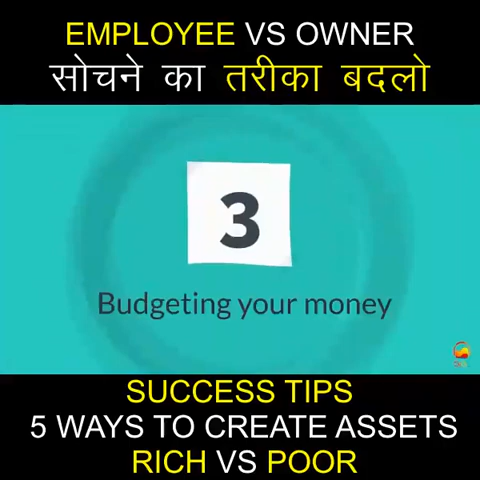 EMPLOYEE VS OWNER
सोचने का तरीका बदलो
3
Budgeting your money
SUCCESS TIPS
5 WAYS TO CREATE ASSETS
RICH VS POOR